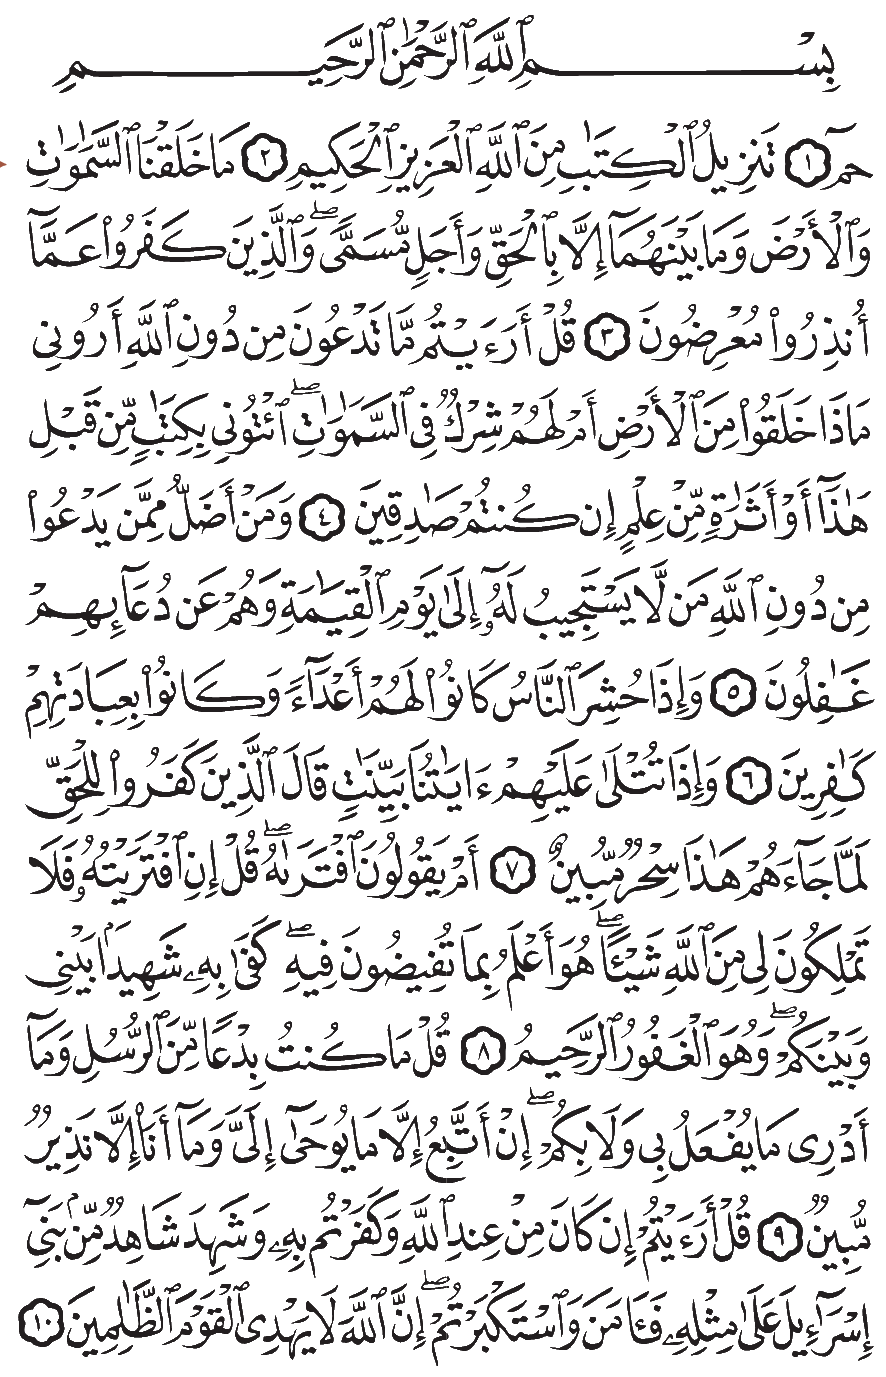 بِسْمِ ٱللَّهِ ٱلرَّحْمَٰنِ ٱلرَّحِيمِ
حمٓ ١ تَنزِيلُ ٱلْكِتَٰبِ مِنَ ٱللَّهِ ٱلْعَزِيزِ ٱلْحَكِيمِ ٢ مَا خَلَقْنَا ٱلسَّمَٰوَٰتِ
وَٱلْأَرْضَ وَمَا بَيْنَهُمَآ إِلَّا بِٱلْحَقِّ وَأَجَلٍ مُّسَمًّىۖ وَٱلَّذِينَ كَفَرُوا۟ عَمَّآ
أُنذِرُوا۟ مُعْرِضُونَ ٣ قُلْ أَرَءَيْتُم مَّا تَدْعُونَ مِن دُونِ ٱللَّهِ أَرُونِى
مَاذَا خَلَقُوا۟ مِنَ ٱلْأَرْضِ أَمْ لَهُمْ شِرْكٌ فِى ٱلسَّمَٰوَٰتِۖ ٱئْتُونِى بِكِتَٰبٍ مِّن قَبْلِ
هَٰذَآ أَوْ أَثَٰرَةٍ مِّنْ عِلْمٍ إِن كُنتُمْ صَٰدِقِينَ ٤ وَمَنْ أَضَلُّ مِمَّن يَدْعُوا۟
مِن دُونِ ٱللَّهِ مَن لَّا يَسْتَجِيبُ لَهُۥٓ إِلَىٰ يَوْمِ ٱلْقِيَٰمَةِ وَهُمْ عَن دُعَآئِهِمْ
غَٰفِلُونَ ٥ وَإِذَا حُشِرَ ٱلنَّاسُ كَانُوا۟ لَهُمْ أَعْدَآءً وَكَانُوا۟ بِعِبَادَتِهِمْ
كَٰفِرِينَ ٦ وَإِذَا تُتْلَىٰ عَلَيْهِمْ ءَايَٰتُنَا بَيِّنَٰتٍ قَالَ ٱلَّذِينَ كَفَرُوا۟ لِلْحَقِّ
لَمَّا جَآءَهُمْ هَٰذَا سِحْرٌ مُّبِينٌ ٧ أَمْ يَقُولُونَ ٱفْتَرَىٰهُۖ قُلْ إِنِ ٱفْتَرَيْتُهُۥ فَلَا
تَمْلِكُونَ لِى مِنَ ٱللَّهِ شَيْـًٔاۖ هُوَ أَعْلَمُ بِمَا تُفِيضُونَ فِيهِۖ كَفَىٰ بِهِۦ شَهِيدًۢا بَيْنِى
وَبَيْنَكُمْۖ وَهُوَ ٱلْغَفُورُ ٱلرَّحِيمُ ٨ قُلْ مَا كُنتُ بِدْعًا مِّنَ ٱلرُّسُلِ وَمَآ
أَدْرِى مَا يُفْعَلُ بِى وَلَا بِكُمْۖ إِنْ أَتَّبِعُ إِلَّا مَا يُوحَىٰٓ إِلَىَّ وَمَآ أَنَا۠ إِلَّا نَذِيرٌ
مُّبِينٌ ٩ قُلْ أَرَءَيْتُمْ إِن كَانَ مِنْ عِندِ ٱللَّهِ وَكَفَرْتُم بِهِۦ وَشَهِدَ شَاهِدٌ مِّنۢ بَنِىٓ
إِسْرَٰٓءِيلَ عَلَىٰ مِثْلِهِۦ فَـَٔامَنَ وَٱسْتَكْبَرْتُمْۖ إِنَّ ٱللَّهَ لَا يَهْدِى ٱلْقَوْمَ ٱلظَّٰلِمِينَ ١٠